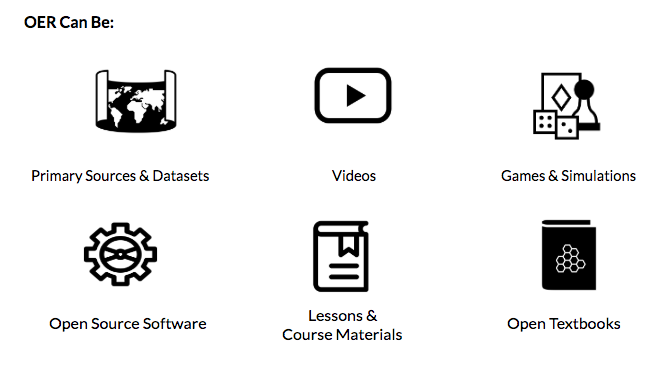 OER Can Be:
Primary Sources & Datasets
Videos
Games & Simulations
Open Source Software
Lessons &
Course Materials
Open Textbooks